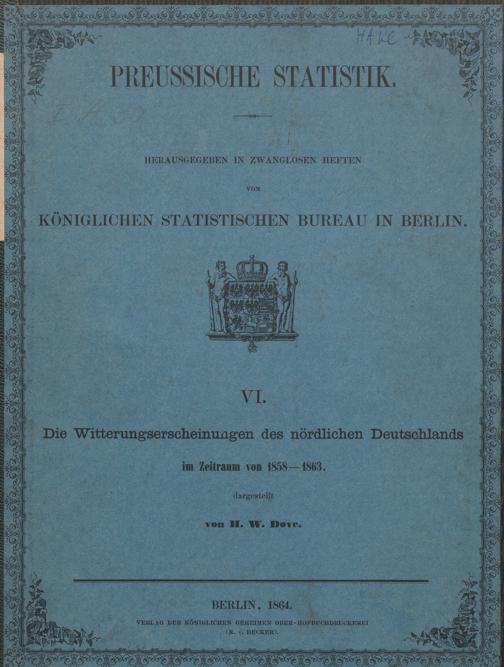 HALC
PREUSSISCHE STATISTIK.
HERAUSGEGEBEN IN ZWANGLOSEN HEFTEN
VOM
KÖNIGLICHEN STATISTISCHEN BUREAU IN BERLIN.
VI.
Die Witterungserscheinungen des nördlichen Deutschlands
im Zeitraum von 1858—1863.
dargestellt
von H. W. Dove.
BERLIN, 1864.
VERLAG DER KÖNIGLICHEN GEHEIMEN OBER-HOFBUCHDRUCKEREI
(R. v. DECKER).